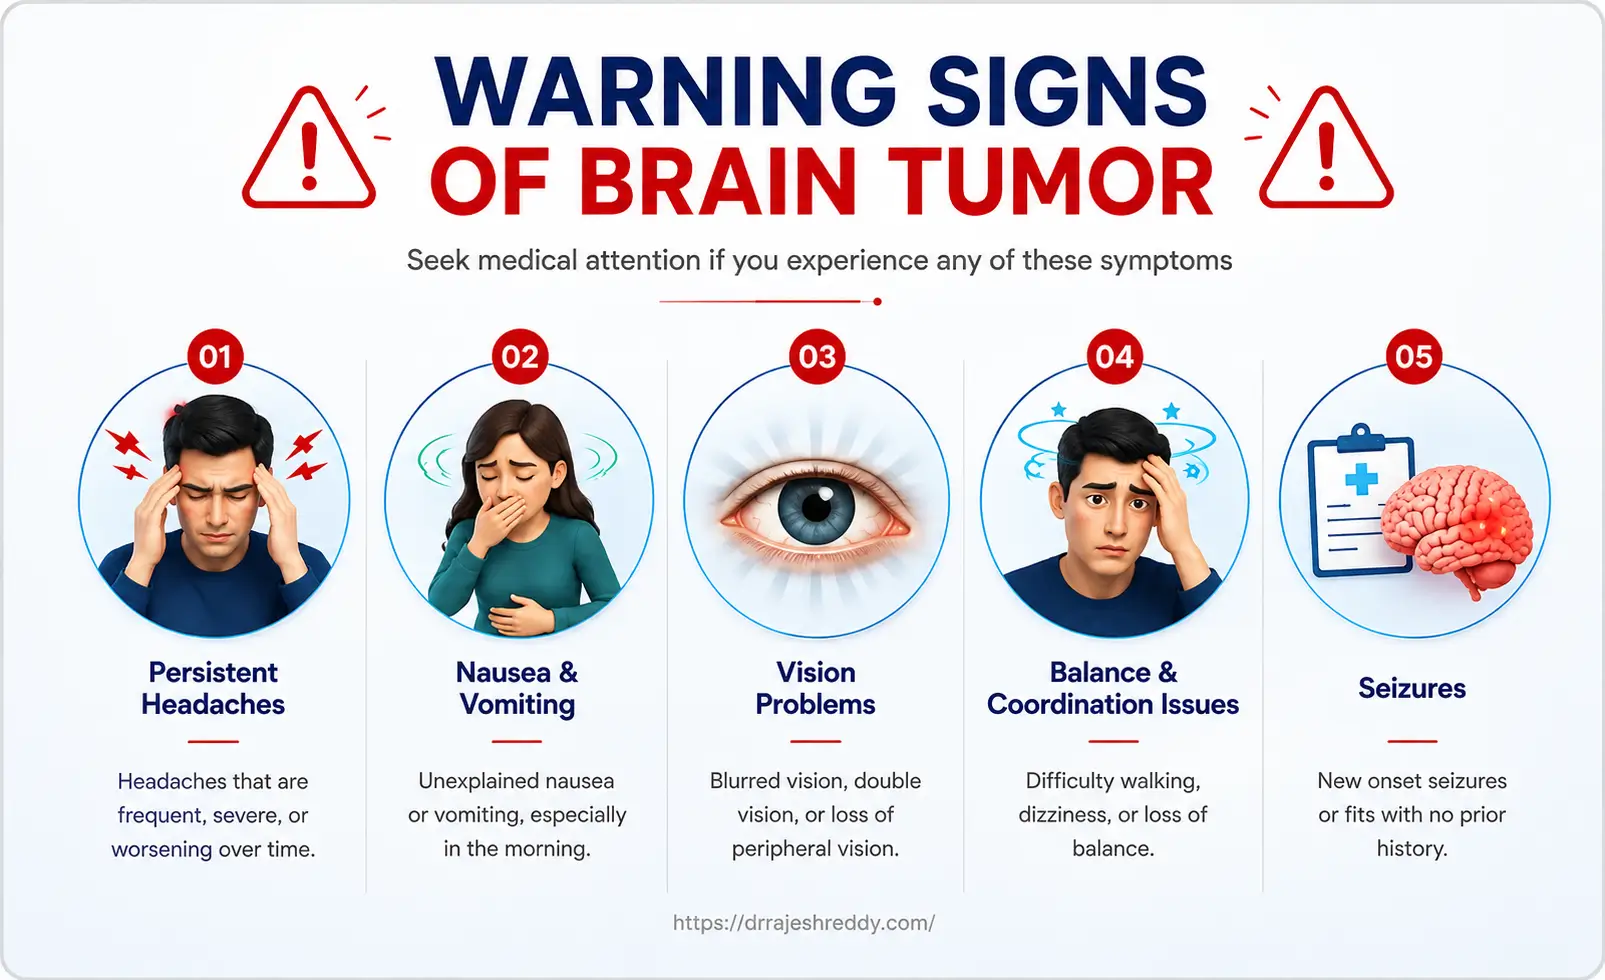 WARNING SIGNS
OF BRAIN TUMOR
Seek medical attention if you experience any of these symptoms
01
Persistent
Headaches
Headaches that are
frequent, severe, or
worsening over time.
02
Nausea &
Vomiting
Unexplained nausea
or vomiting, especially
in the morning.
03
Vision
Problems
Blurred vision, double
vision, or loss of
peripheral vision.
04
Balance &
Coordination Issues
Difficulty walking,
dizziness, or loss of
balance.
05
Seizures
New onset seizures
or fits with no prior
history.
https://drrajeshreddy.com/